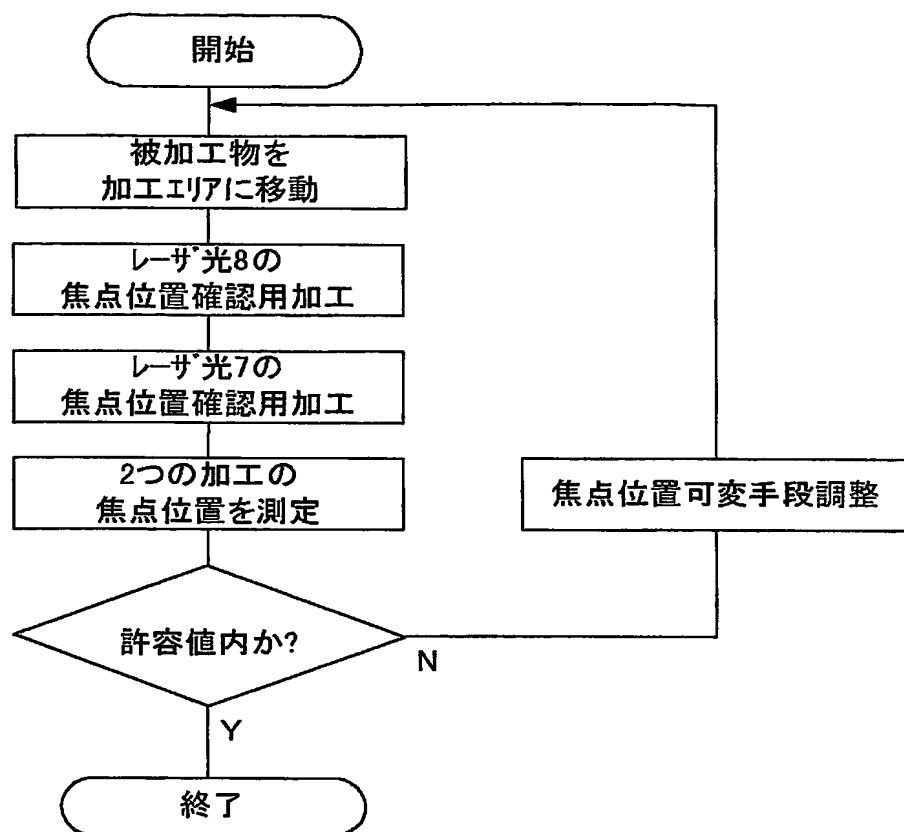 開始
被加工物を
加工エリアに移動
レーザ光8の
焦点位置確認用加工
レーザ光7の
焦点位置確認用加工
2つの加工の
焦点位置を測定
焦点位置可変手段調整
許容値内か?
N
Y
終了